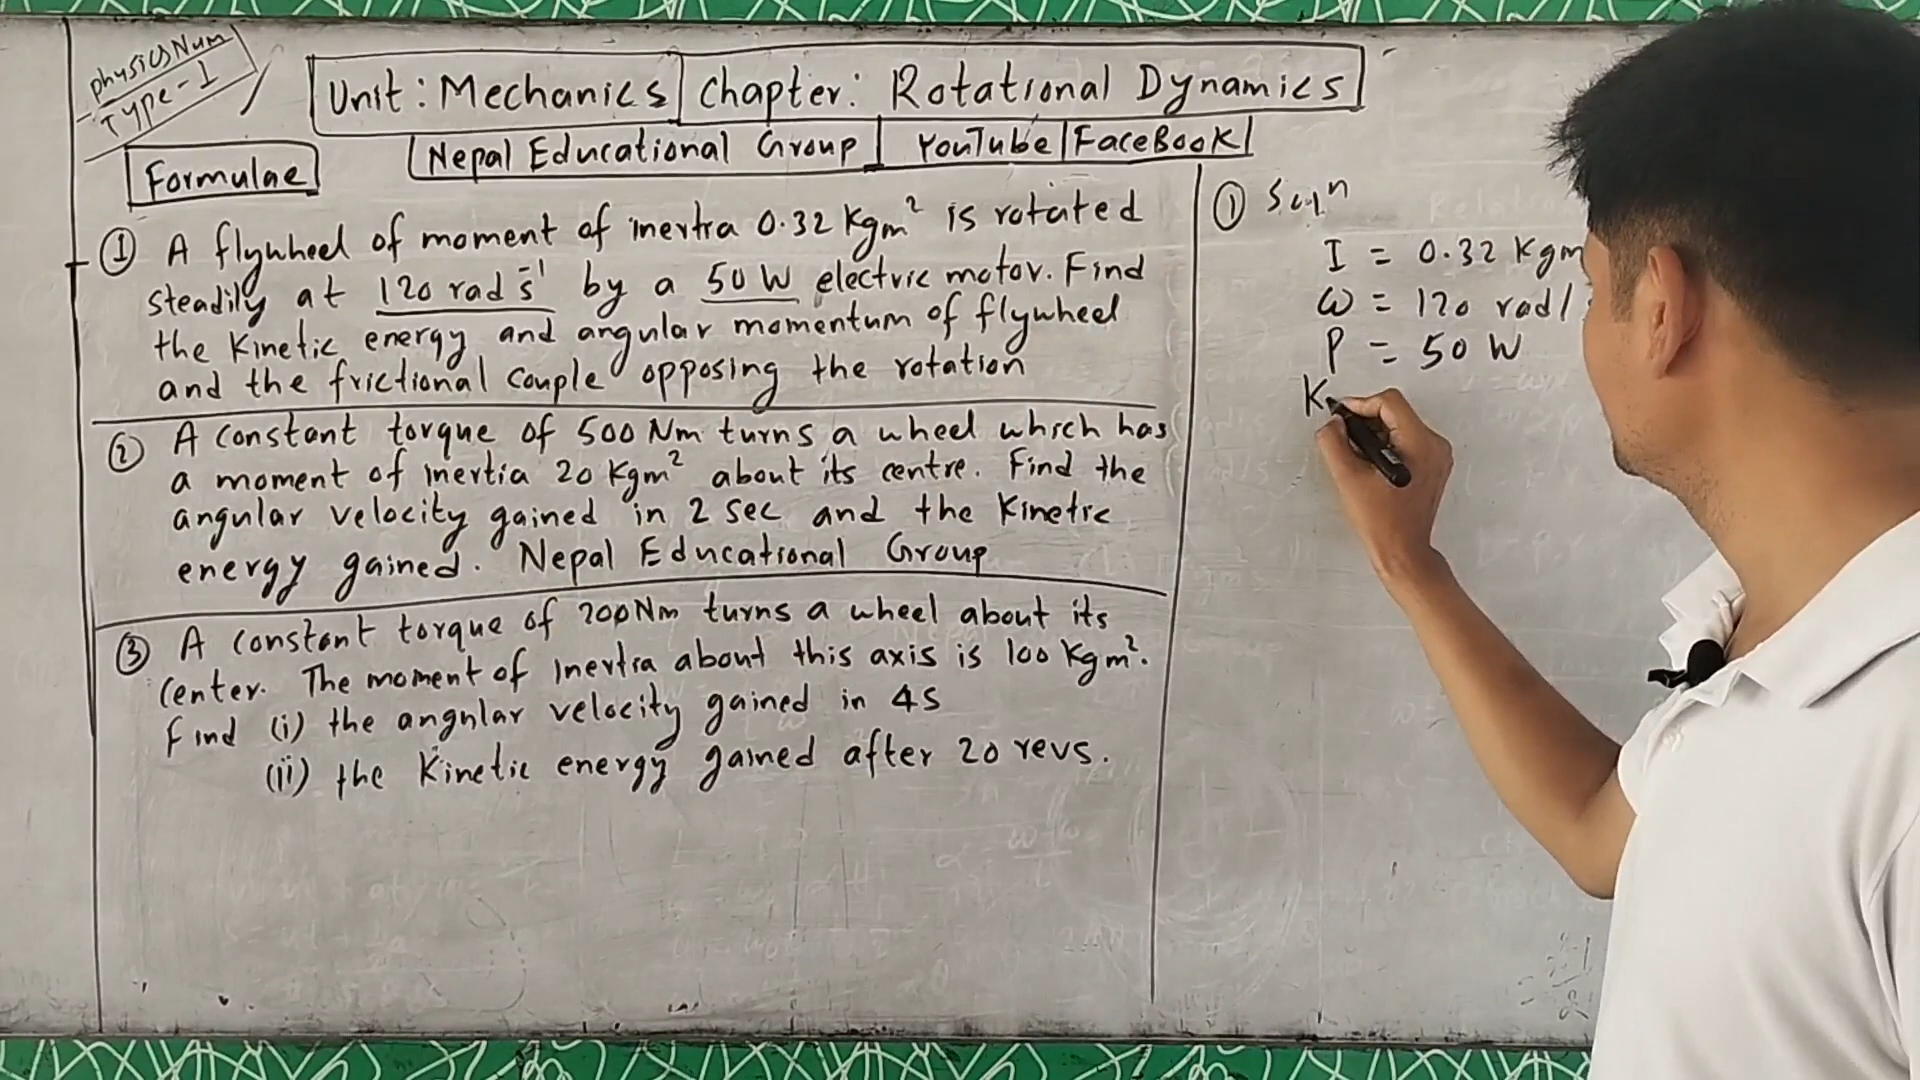 physics Num
Type-I
Unit: Mechanics Chapter: Rotational Dynamics
Nepal Educational Group YouTube FaceBook
Formulae
① A flywheel of moment of inertia 0.32 Kgm² is rotated
steadily at 120 rad s⁻¹ by a 50 W electric motor. Find
the Kinetic energy and angular momentum of flywheel
and the frictional couple opposing the rotation
② A constant torque of 500 Nm turns a wheel which has
a moment of inertia 20 Kgm² about its centre. Find the
angular velocity gained in 2 sec and the Kinetic
energy gained. Nepal Educational Group
③ A constant torque of 200Nm turns a wheel about its
center. The moment of Inertia about this axis is 100 Kgm².
find (i) the angular velocity gained in 4s
(ii) the Kinetic energy gained after 20 revs.
① Solⁿ
I = 0.32 Kgm
ω = 120 rad/
P = 50 W
K